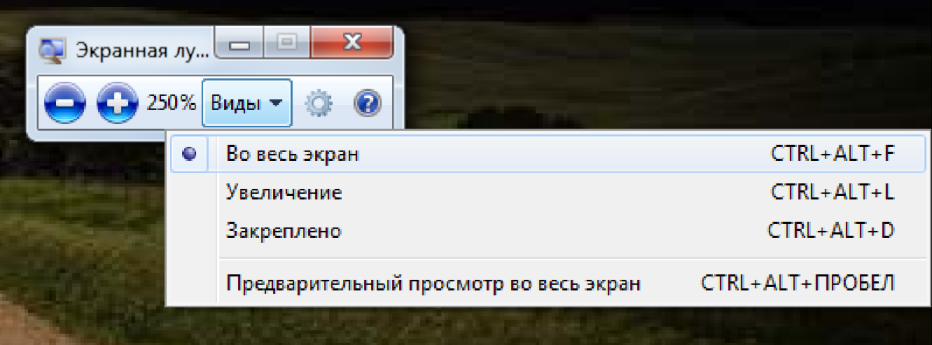 Экранная лу...
250% Виды
Во весь экран CTRL+ALT+F
Увеличение CTRL+ALT+L
Закреплено CTRL+ALT+D
Предварительный просмотр во весь экран CTRL+ALT+ПРОБЕЛ